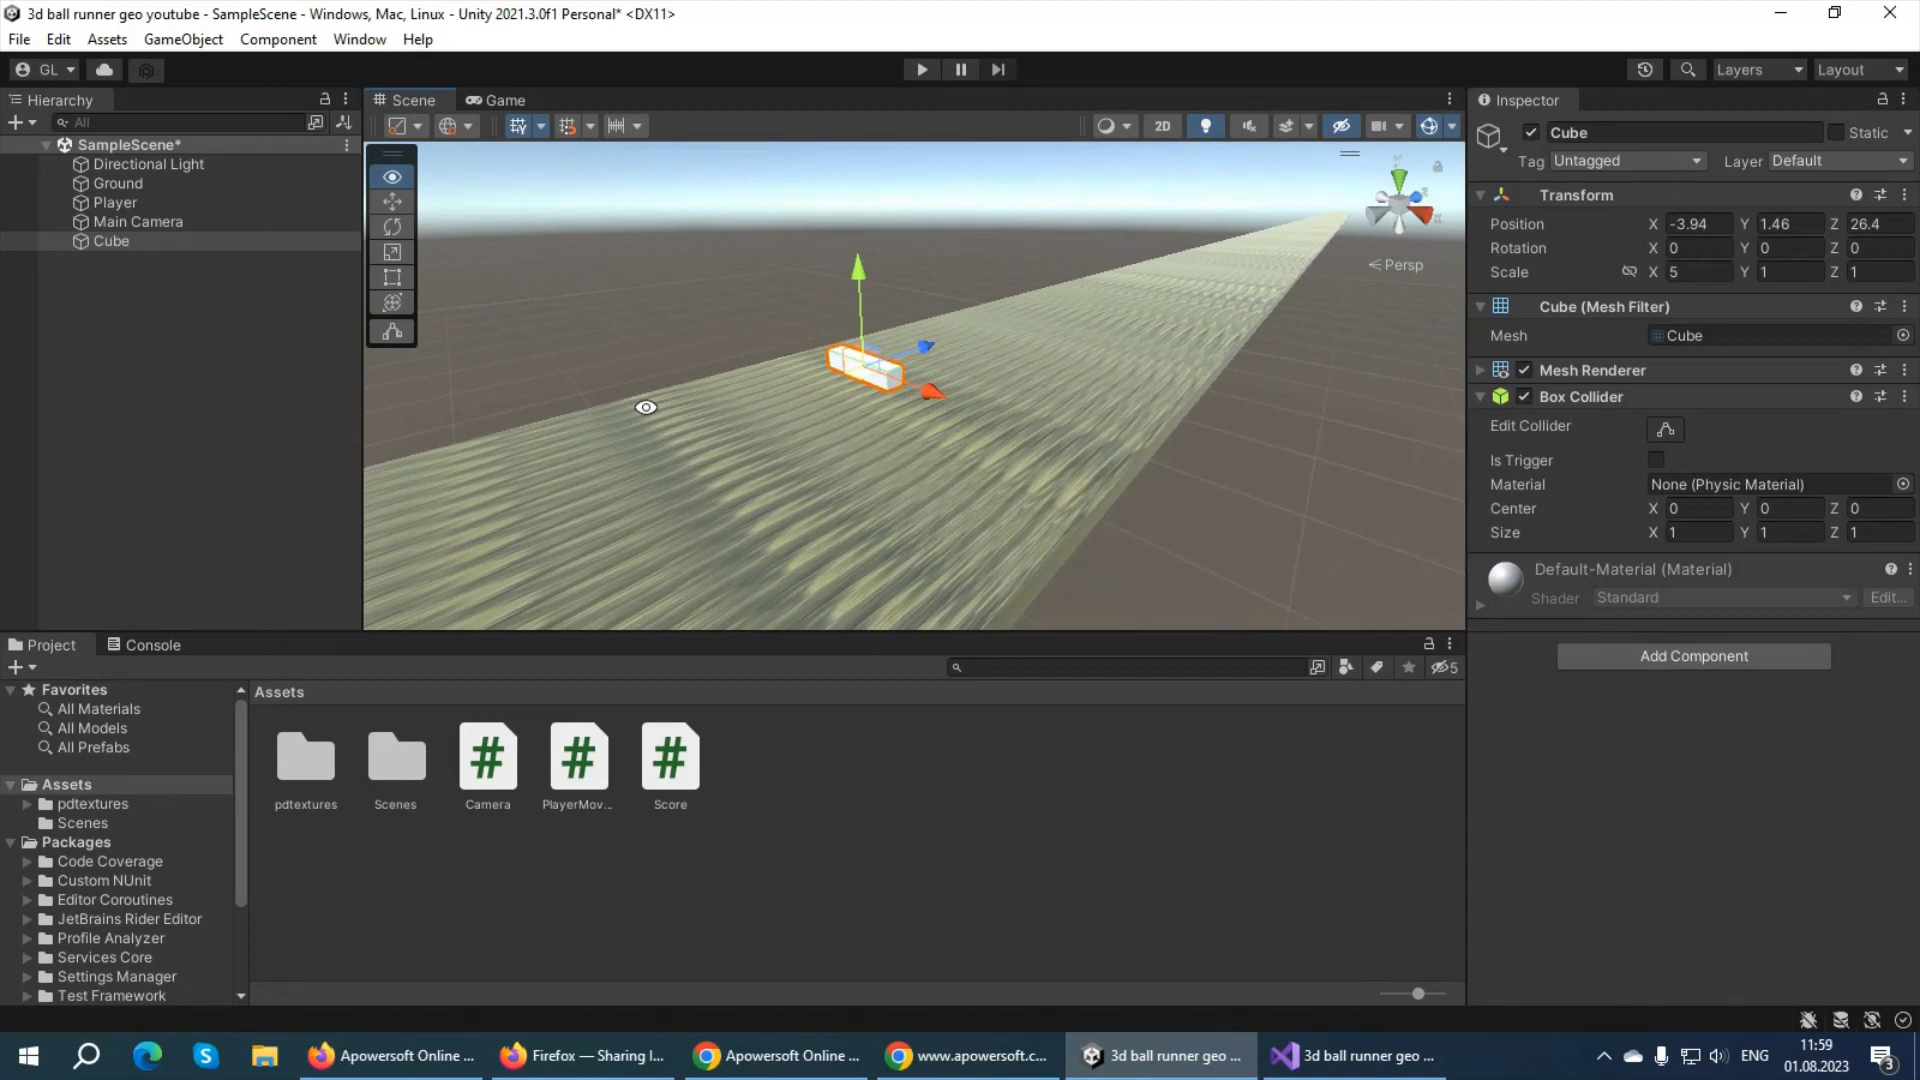 3d ball runner geo youtube - SampleScene - Windows, Mac, Linux - Unity 2021.3.0f1 Personal* <DX11>
File Edit Assets GameObject Component Window Help
GL
Layers
Layout
Hierarchy
All
SampleScene*
Directional Light
Ground
Player
Main Camera
Cube
Scene
Game
2D
y
x
z
Persp
Inspector
Cube
Static
Tag Untagged
Layer Default
Transform
Position X -3.94 Y 1.46 Z 26.4
Rotation X 0 Y 0 Z 0
Scale X 5 Y 1 Z 1
Cube (Mesh Filter)
Mesh Cube
Mesh Renderer
Box Collider
Edit Collider
Is Trigger
Material None (Physic Material)
Center X 0 Y 0 Z 0
Size X 1 Y 1 Z 1
Default-Material (Material)
Shader Standard Edit...
Add Component
Project
Console
5
Favorites
All Materials
All Models
All Prefabs
Assets
pdtextures
Scenes
Packages
Code Coverage
Custom NUnit
Editor Coroutines
JetBrains Rider Editor
Profile Analyzer
Services Core
Settings Manager
Test Framework
Assets
pdtextures
Scenes
Camera
PlayerMov...
Score
Apowersoft Online ...
Firefox — Sharing I...
Apowersoft Online ...
www.apowersoft.c...
3d ball runner geo ...
3d ball runner geo ...
ENG
11:59
01.08.2023
3